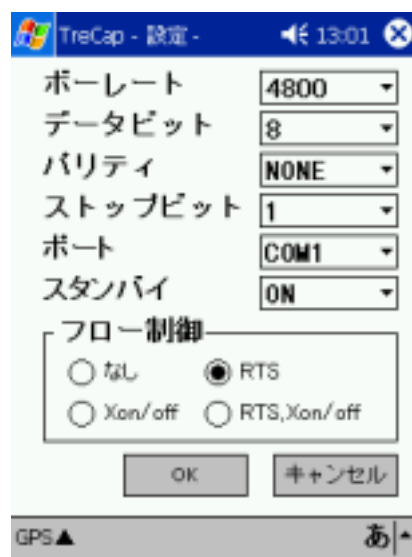 TreCap - 設定 - 13:01
ボーレート 4800
データビット 8
パリティ NONE
ストップビット 1
ポート COM1
スタンバイ ON
フロー制御
なし RTS
Xon/off RTS,Xon/off
OK キャンセル
GPS▲ あ